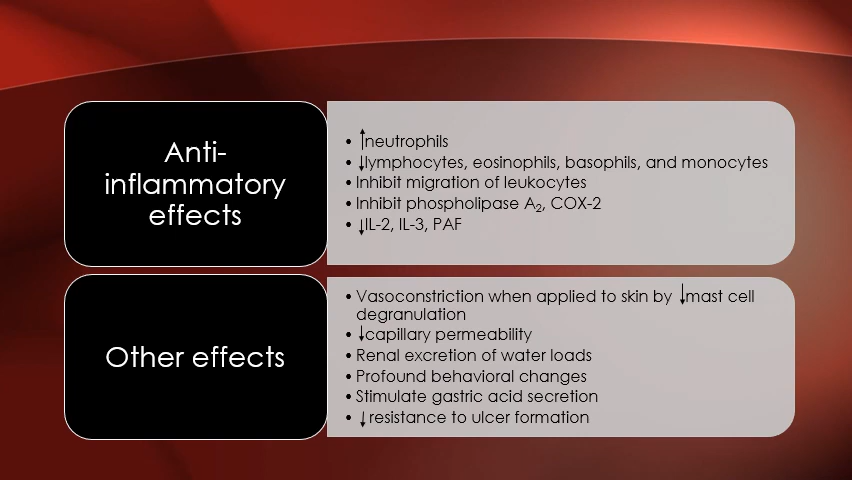 Anti-
inflammatory
effects
• ↑neutrophils
• ↓lymphocytes, eosinophils, basophils, and monocytes
• Inhibit migration of leukocytes
• Inhibit phospholipase A₂, COX-2
• ↓IL-2, IL-3, PAF
Other effects
• Vasoconstriction when applied to skin by ↓mast cell
degranulation
• ↓capillary permeability
• Renal excretion of water loads
• Profound behavioral changes
• Stimulate gastric acid secretion
• ↓resistance to ulcer formation